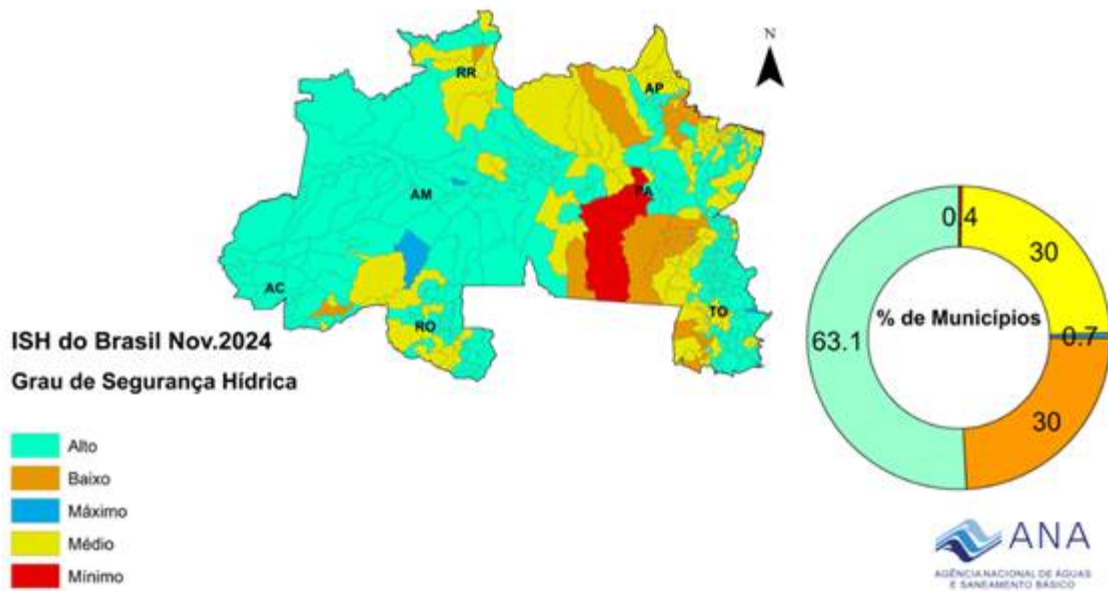 N
RR
AP
AM
PA
AC
RO
TO
ISH do Brasil Nov.2024
Grau de Segurança Hídrica
Alto
Baixo
Máximo
Médio
Mínimo
0.4
30
63.1
% de Municípios
0.7
30
ANA
AGÊNCIA NACIONAL DE ÁGUAS
E SANEAMENTO BÁSICO